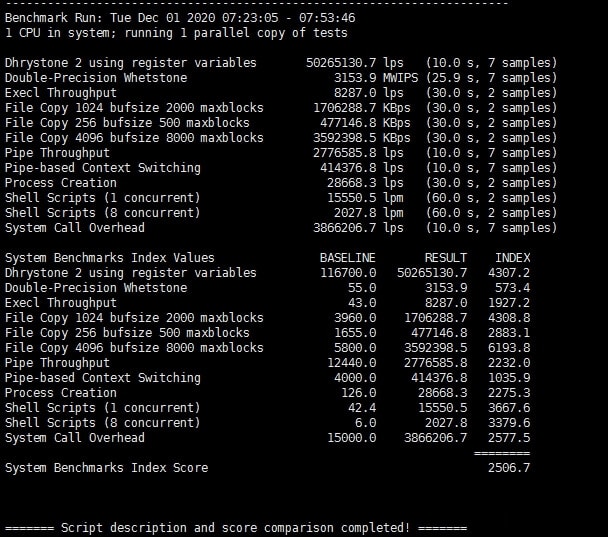 ------------------------------------------------------------------------
Benchmark Run: Tue Dec 01 2020 07:23:05 - 07:53:46
1 CPU in system; running 1 parallel copy of tests

Dhrystone 2 using register variables       50265130.7 lps   (10.0 s, 7 samples)
Double-Precision Whetstone                     3153.9 MWIPS (25.9 s, 7 samples)
Execl Throughput                               8287.0 lps   (30.0 s, 2 samples)
File Copy 1024 bufsize 2000 maxblocks       1706288.7 KBps  (30.0 s, 2 samples)
File Copy 256 bufsize 500 maxblocks          477146.8 KBps  (30.0 s, 2 samples)
File Copy 4096 bufsize 8000 maxblocks       3592398.5 KBps  (30.0 s, 2 samples)
Pipe Throughput                             2776585.8 lps   (10.0 s, 7 samples)
Pipe-based Context Switching                 414376.8 lps   (10.0 s, 7 samples)
Process Creation                              28668.3 lps   (30.0 s, 2 samples)
Shell Scripts (1 concurrent)                  15550.5 lpm   (60.0 s, 2 samples)
Shell Scripts (8 concurrent)                   2027.8 lpm   (60.0 s, 2 samples)
System Call Overhead                        3866206.7 lps   (10.0 s, 7 samples)

System Benchmarks Index Values               BASELINE       RESULT    INDEX
Dhrystone 2 using register variables         116700.0   50265130.7   4307.2
Double-Precision Whetstone                       55.0       3153.9    573.4
Execl Throughput                                 43.0       8287.0   1927.2
File Copy 1024 bufsize 2000 maxblocks          3960.0    1706288.7   4308.8
File Copy 256 bufsize 500 maxblocks            1655.0     477146.8   2883.1
File Copy 4096 bufsize 8000 maxblocks          5800.0    3592398.5   6193.8
Pipe Throughput                               12440.0    2776585.8   2232.0
Pipe-based Context Switching                   4000.0     414376.8   1035.9
Process Creation                                126.0      28668.3   2275.3
Shell Scripts (1 concurrent)                     42.4      15550.5   3667.6
Shell Scripts (8 concurrent)                      6.0       2027.8   3379.6
System Call Overhead                          15000.0    3866206.7   2577.5
                                                                   ========
System Benchmarks Index Score                                        2506.7

======= Script description and score comparison completed! =======